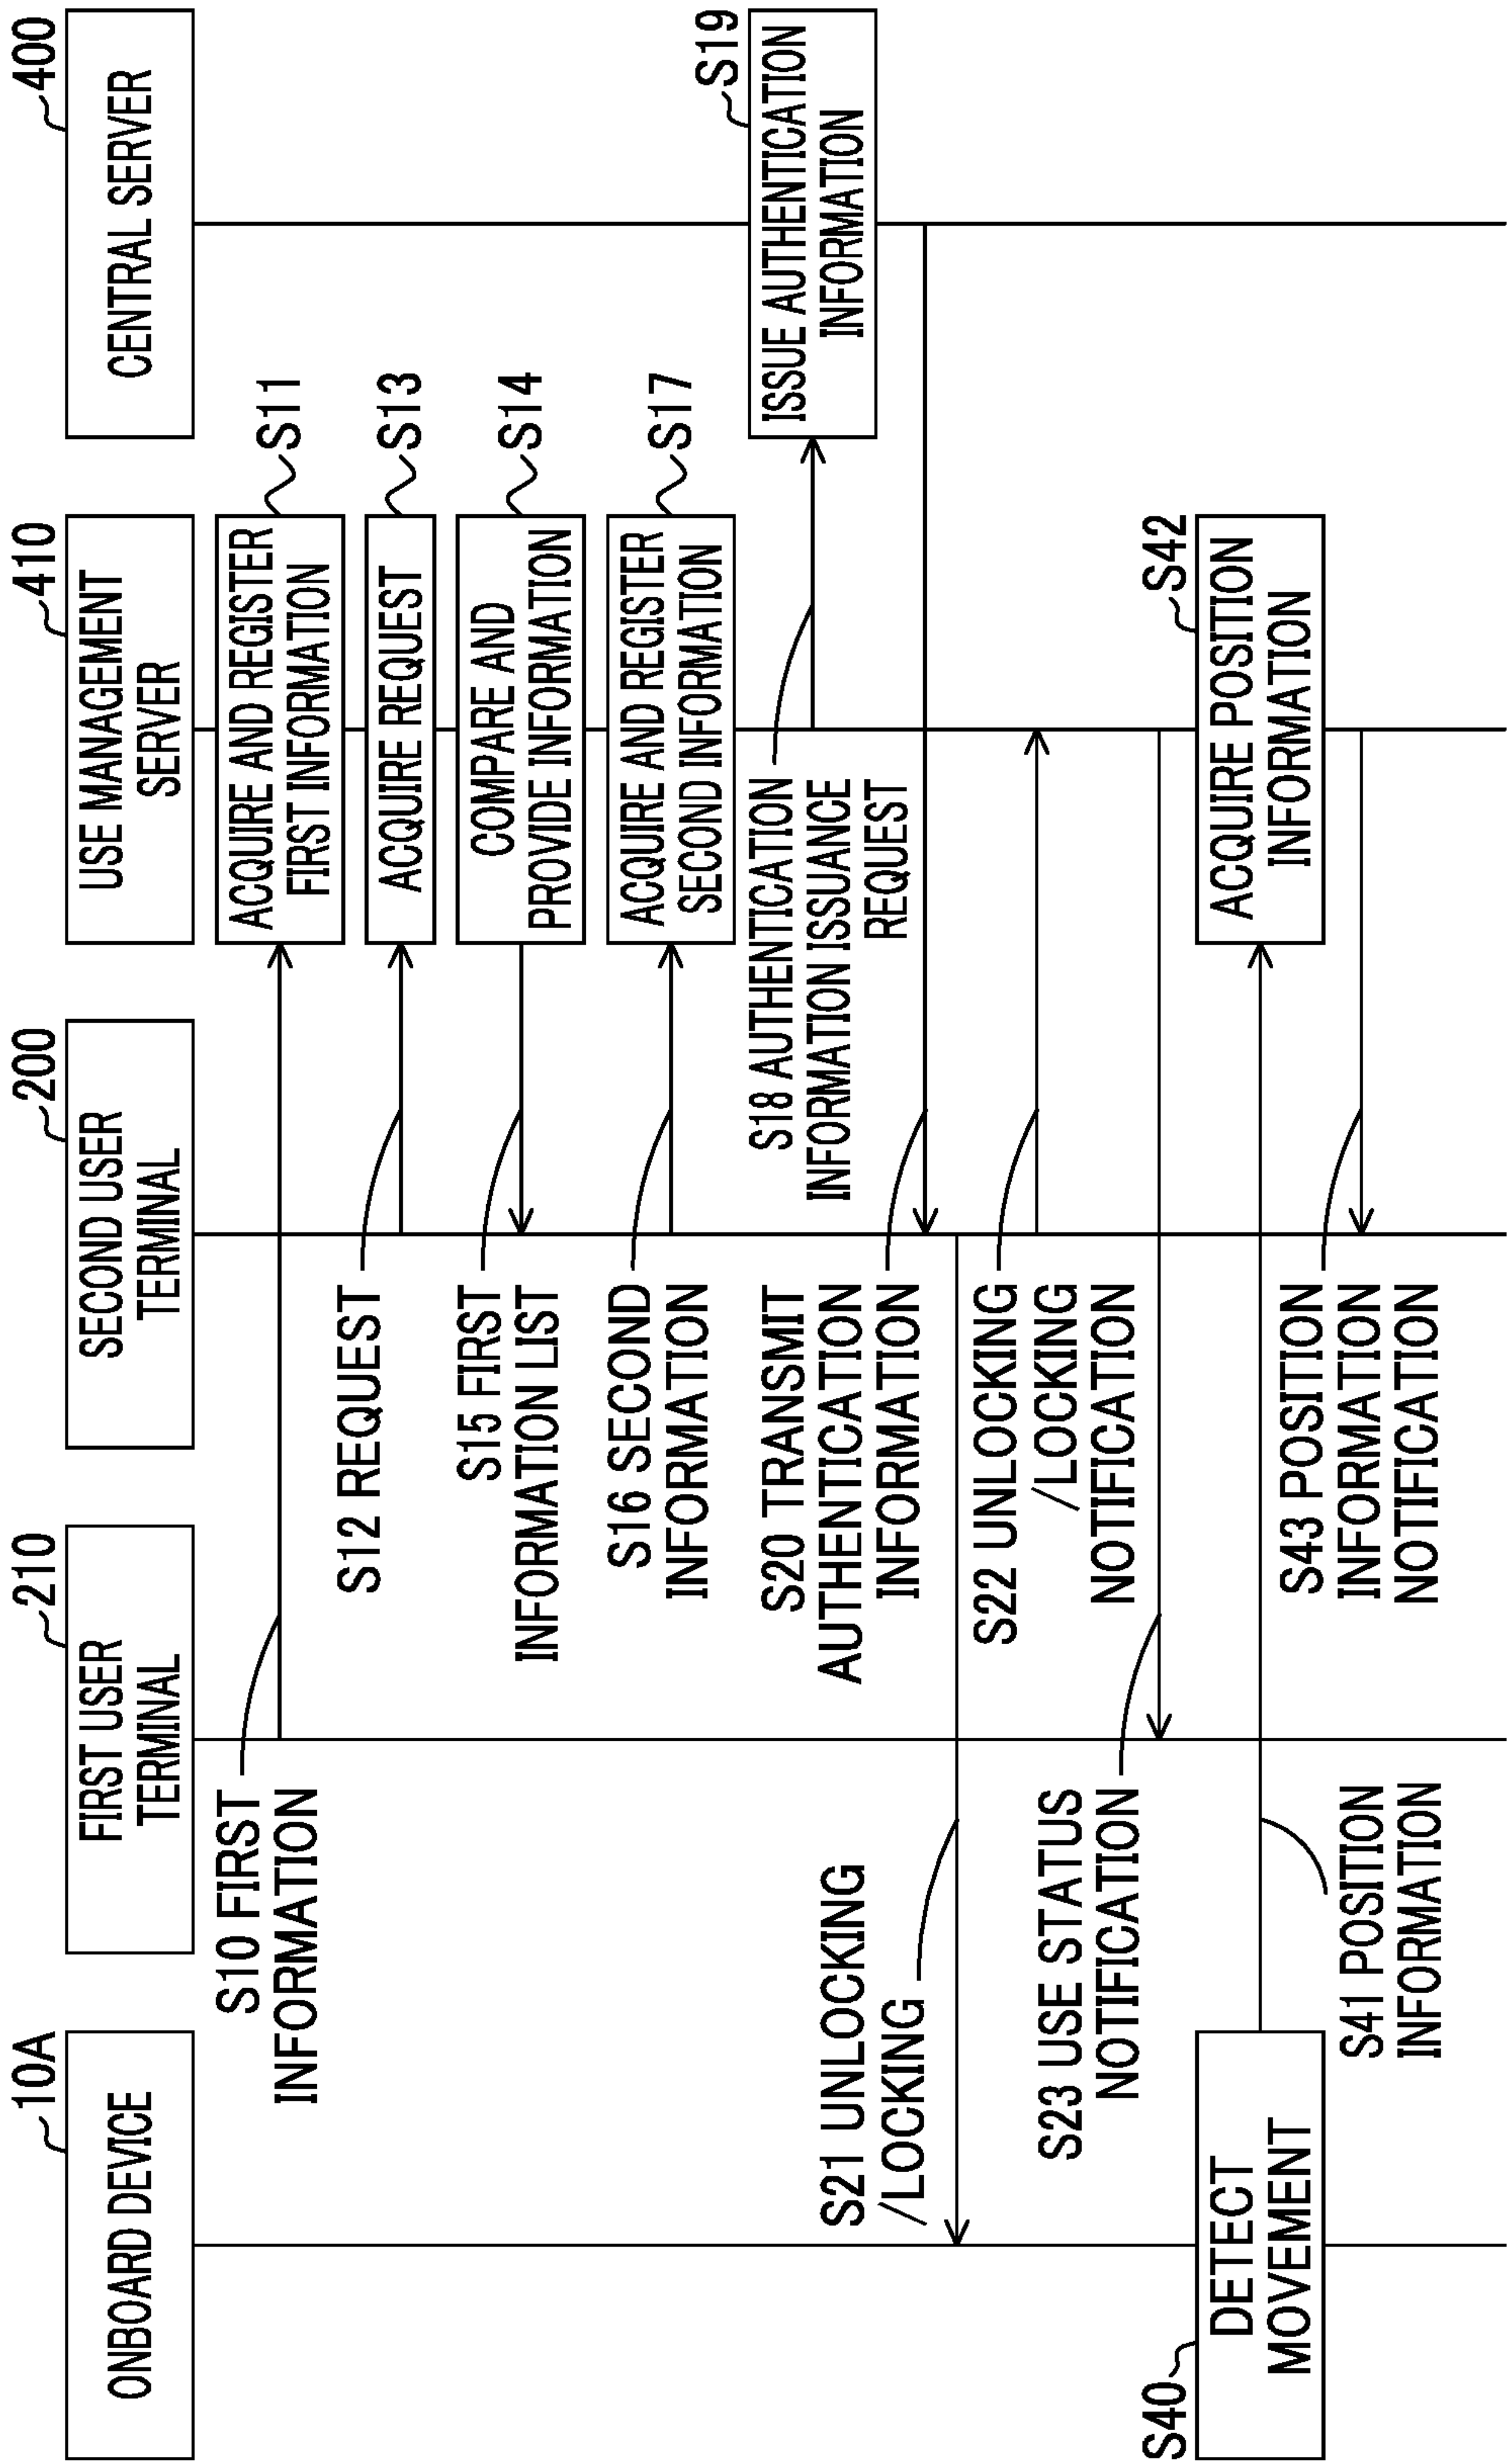 10A
ONBOARD DEVICE
210
FIRST USER
TERMINAL
200
SECOND USER
TERMINAL
410
USE MANAGEMENT
SERVER
400
CENTRAL SERVER
S10 FIRST
INFORMATION
ACQUIRE AND REGISTER
FIRST INFORMATION
S11
S12 REQUEST
ACQUIRE REQUEST
S13
COMPARE AND
PROVIDE INFORMATION
S14
S15 FIRST
INFORMATION LIST
S16 SECOND
INFORMATION
ACQUIRE AND REGISTER
SECOND INFORMATION
S17
S18 AUTHENTICATION
INFORMATION ISSUANCE
REQUEST
S19
ISSUE AUTHENTICATION
INFORMATION
S20 TRANSMIT
AUTHENTICATION
INFORMATION
S21 UNLOCKING
/LOCKING
S22 UNLOCKING
/LOCKING
NOTIFICATION
S23 USE STATUS
NOTIFICATION
S40
DETECT
MOVEMENT
S41 POSITION
INFORMATION
S42
ACQUIRE POSITION
INFORMATION
S43 POSITION
INFORMATION
NOTIFICATION